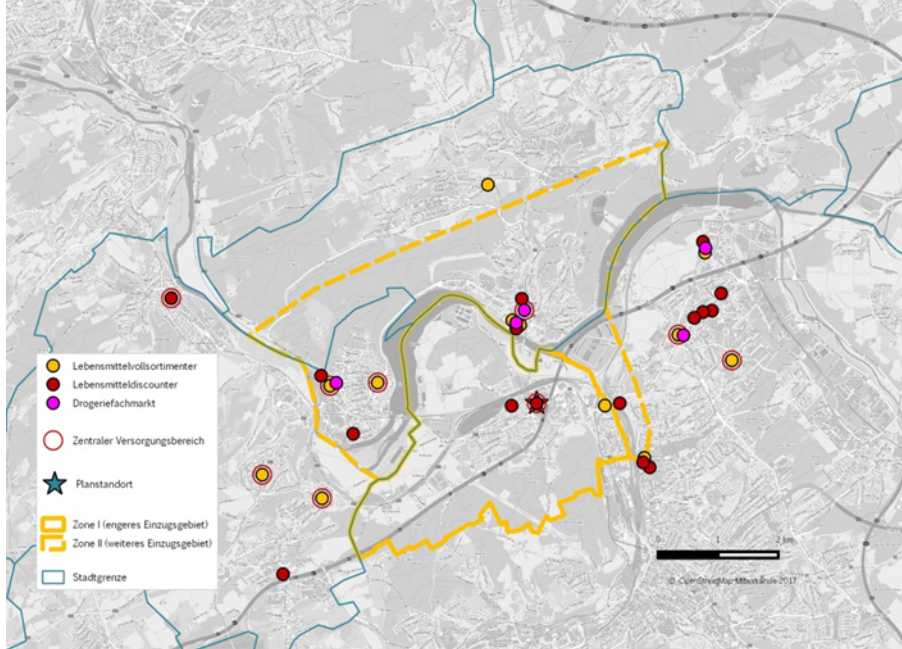 Lebensmittelvollsortimenter
Lebensmitteldiscounter
Drogeriefachmarkt
Zentraler Versorgungsbereich
Planstandort
Zone I (engeres Einzugsgebiet)
Zone II (weiteres Einzugsgebiet)
Stadtgrenze
0 1 2 km
© OpenStreetMap-Mitwirkende 2017